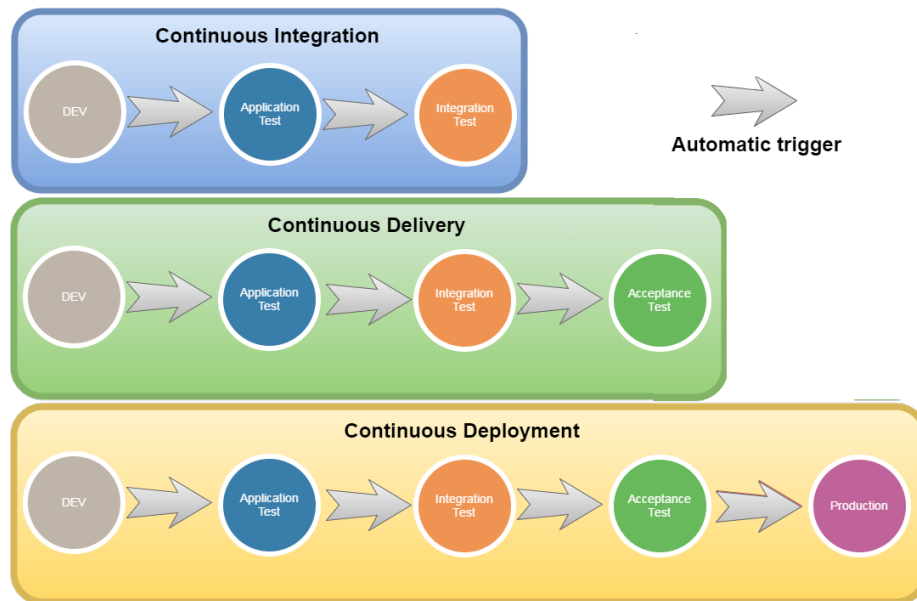 Continuous Integration
DEV
Application
Test
Integration
Test
Automatic trigger
Continuous Delivery
DEV
Application
Test
Integration
Test
Acceptance
Test
Continuous Deployment
DEV
Application
Test
Integration
Test
Acceptance
Test
Production